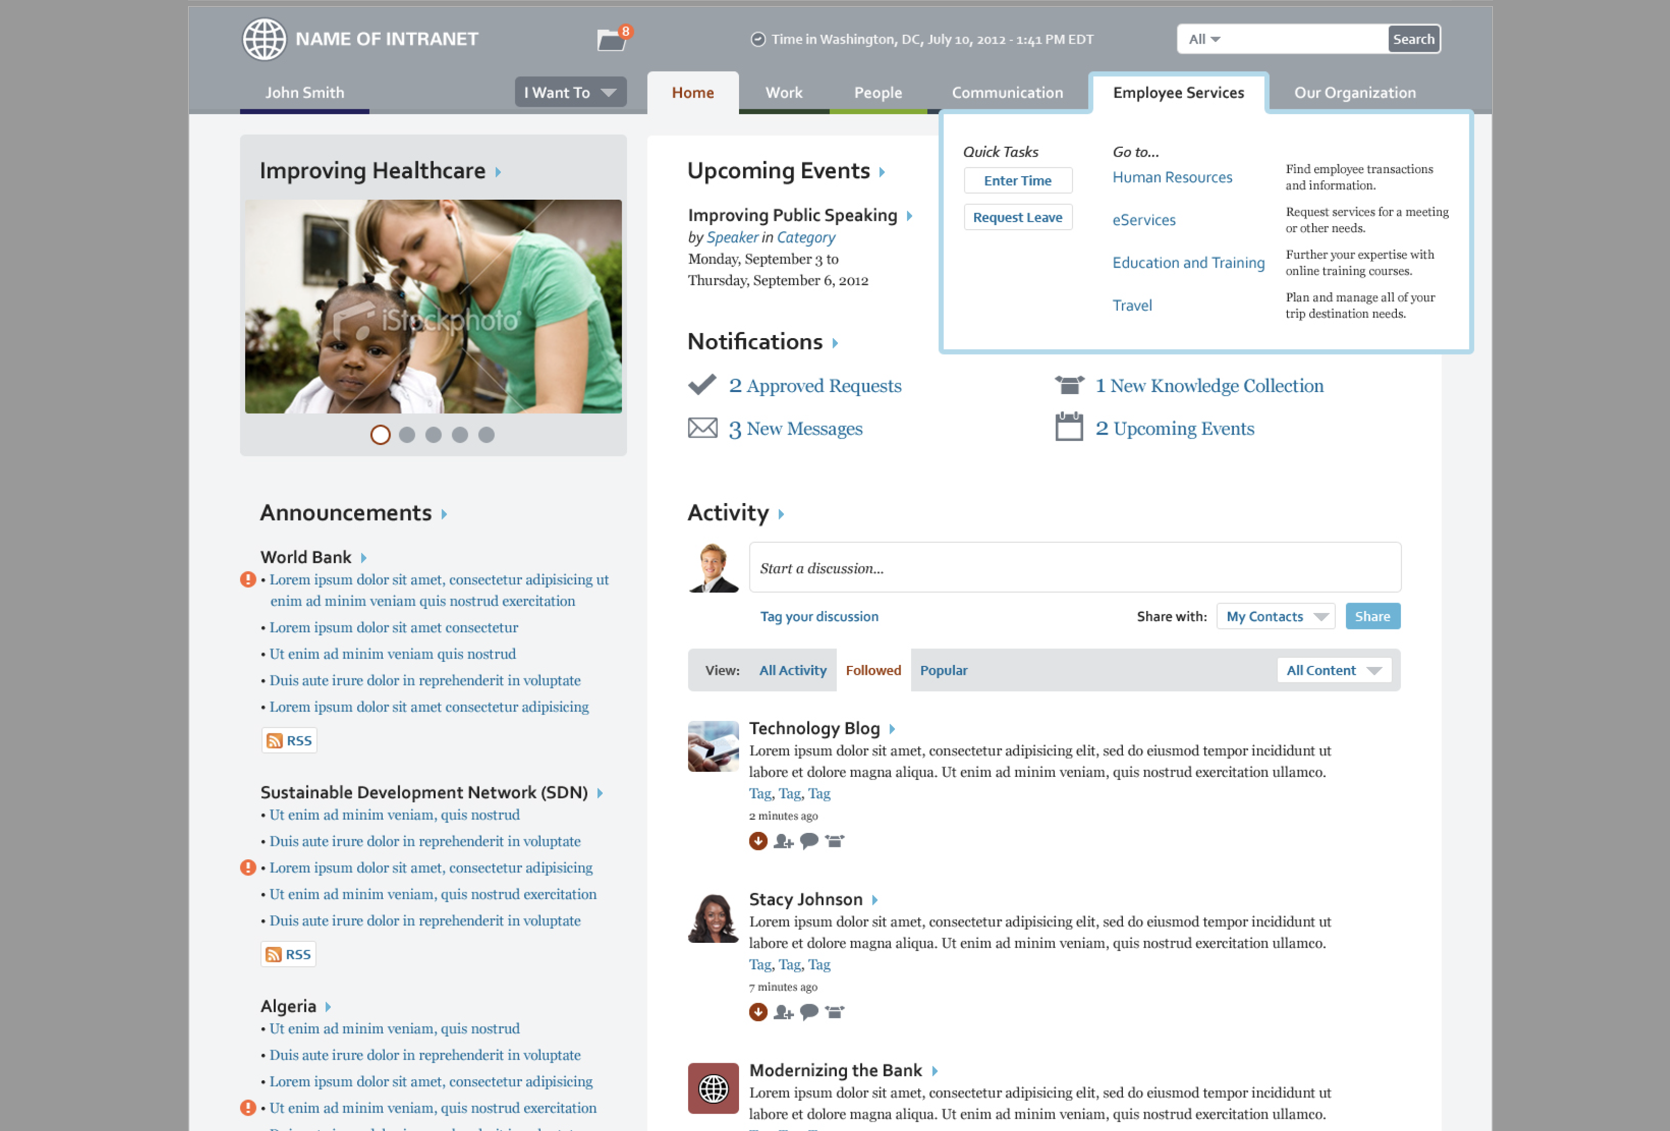 NAME OF INTRANET
8
Time in Washington, DC, July 10, 2012 - 1:41 PM EDT
All
Search
John Smith
I Want To
Home
Work
People
Communication
Employee Services
Our Organization
Quick Tasks
Enter Time
Request Leave
Go to...
Human Resources
Find employee transactions
and information.
eServices
Request services for a meeting
or other needs.
Education and Training
Further your expertise with
online training courses.
Travel
Plan and manage all of your
trip destination needs.
Improving Healthcare
iStockphoto
Upcoming Events
Improving Public Speaking
by Speaker in Category
Monday, September 3 to
Thursday, September 6, 2012
Notifications
2 Approved Requests
1 New Knowledge Collection
3 New Messages
2 Upcoming Events
Announcements
World Bank
• Lorem ipsum dolor sit amet, consectetur adipisicing ut
enim ad minim veniam quis nostrud exercitation
• Lorem ipsum dolor sit amet consectetur
• Ut enim ad minim veniam quis nostrud
• Duis aute irure dolor in reprehenderit in voluptate
• Lorem ipsum dolor sit amet consectetur adipisicing
RSS
Sustainable Development Network (SDN)
• Ut enim ad minim veniam, quis nostrud
• Duis aute irure dolor in reprehenderit in voluptate
• Lorem ipsum dolor sit amet, consectetur adipisicing
• Ut enim ad minim veniam, quis nostrud exercitation
• Duis aute irure dolor in reprehenderit in voluptate
RSS
Algeria
• Ut enim ad minim veniam, quis nostrud
• Duis aute irure dolor in reprehenderit in voluptate
• Lorem ipsum dolor sit amet, consectetur adipisicing
• Ut enim ad minim veniam, quis nostrud exercitation
Activity
Start a discussion...
Tag your discussion
Share with:
My Contacts
Share
View:
All Activity
Followed
Popular
All Content
Technology Blog
Lorem ipsum dolor sit amet, consectetur adipisicing elit, sed do eiusmod tempor incididunt ut
labore et dolore magna aliqua. Ut enim ad minim veniam, quis nostrud exercitation ullamco.
Tag, Tag, Tag
2 minutes ago
Stacy Johnson
Lorem ipsum dolor sit amet, consectetur adipisicing elit, sed do eiusmod tempor incididunt ut
labore et dolore magna aliqua. Ut enim ad minim veniam, quis nostrud exercitation ullamco.
Tag, Tag, Tag
7 minutes ago
Modernizing the Bank
Lorem ipsum dolor sit amet, consectetur adipisicing elit, sed do eiusmod tempor incididunt ut
labore et dolore magna aliqua. Ut enim ad minim veniam, quis nostrud exercitation ullamco.